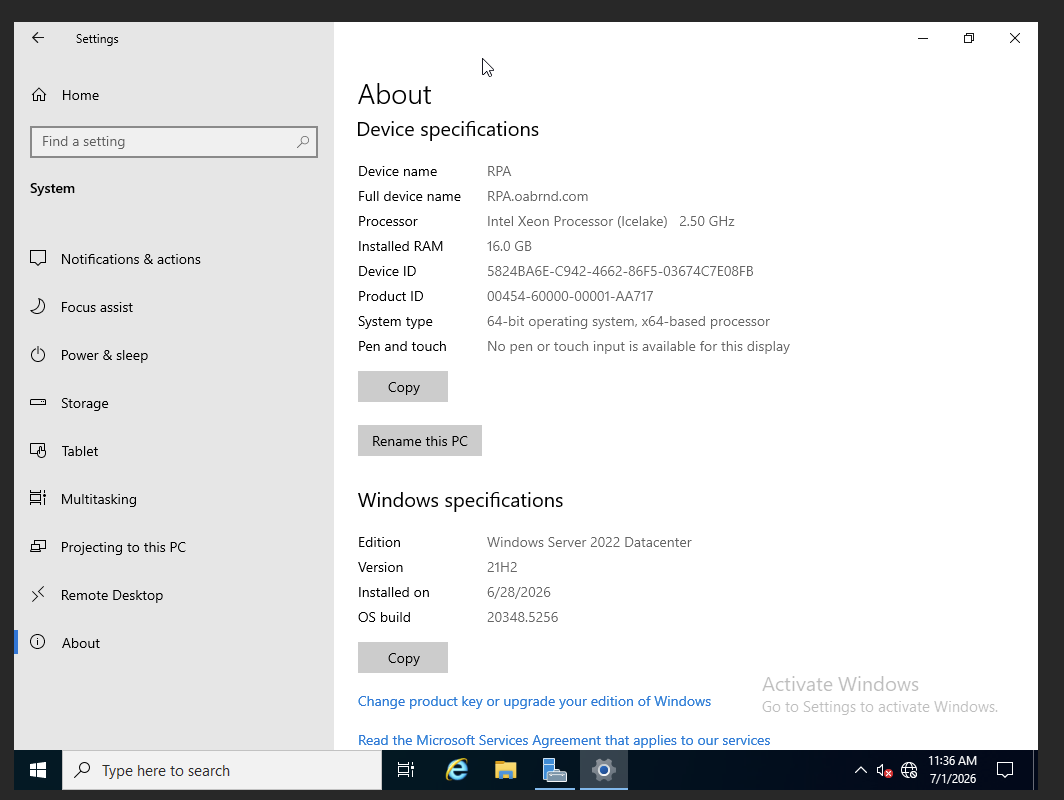 Settings
Home
Find a setting
System
Notifications & actions
Focus assist
Power & sleep
Storage
Tablet
Multitasking
Projecting to this PC
Remote Desktop
About
About
Device specifications
Device name RPA
Full device name RPA.oabrnd.com
Processor Intel Xeon Processor (Icelake) 2.50 GHz
Installed RAM 16.0 GB
Device ID 5824BA6E-C942-4662-86F5-03674C7E08FB
Product ID 00454-60000-00001-AA717
System type 64-bit operating system, x64-based processor
Pen and touch No pen or touch input is available for this display
Copy
Rename this PC
Windows specifications
Edition Windows Server 2022 Datacenter
Version 21H2
Installed on 6/28/2026
OS build 20348.5256
Copy
Change product key or upgrade your edition of Windows
Read the Microsoft Services Agreement that applies to our services
Activate Windows
Go to Settings to activate Windows.
Type here to search
11:36 AM
7/1/2026